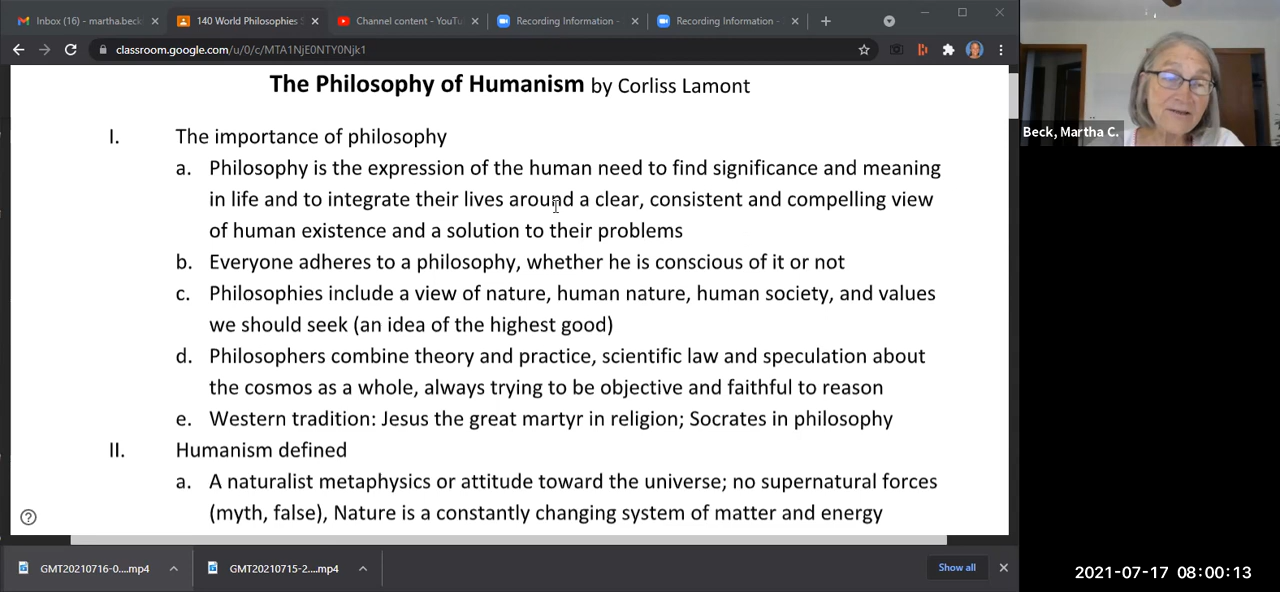 Inbox (16) - martha.beck
140 World Philosophies S
Channel content - YouTu
Recording Information -
Recording Information -
classroom.google.com/u/0/c/MTA1NjE0NTY0Njk1
The Philosophy of Humanism by Corliss Lamont
I. The importance of philosophy
a. Philosophy is the expression of the human need to find significance and meaning
in life and to integrate their lives around a clear, consistent and compelling view
of human existence and a solution to their problems
b. Everyone adheres to a philosophy, whether he is conscious of it or not
c. Philosophies include a view of nature, human nature, human society, and values
we should seek (an idea of the highest good)
d. Philosophers combine theory and practice, scientific law and speculation about
the cosmos as a whole, always trying to be objective and faithful to reason
e. Western tradition: Jesus the great martyr in religion; Socrates in philosophy
II. Humanism defined
a. A naturalist metaphysics or attitude toward the universe; no supernatural forces
(myth, false), Nature is a constantly changing system of matter and energy
Beck, Martha C.
GMT20210716-0....mp4
GMT20210715-2....mp4
Show all
2021-07-17 08:00:13